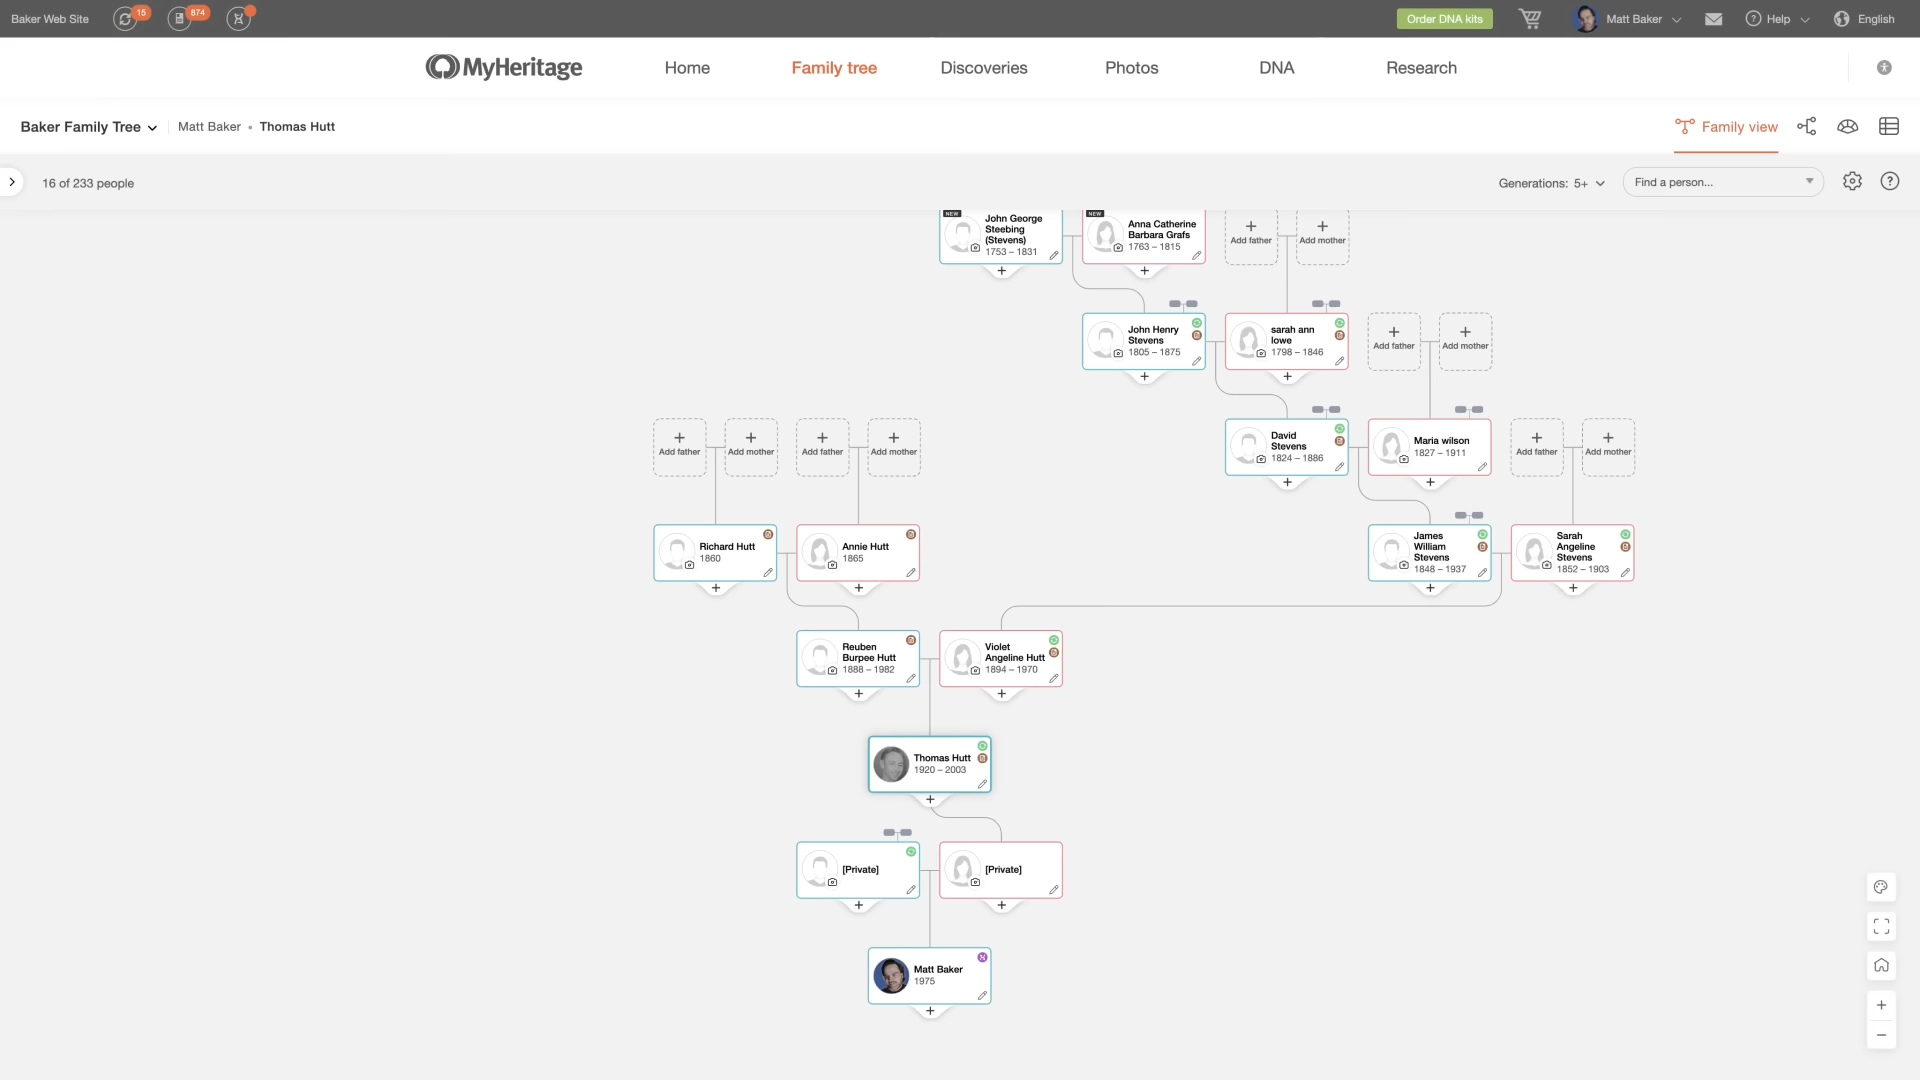 Baker Web Site
15
874
Order DNA kits
Matt Baker
Help
English
MyHeritage
Home
Family tree
Discoveries
Photos
DNA
Research
Baker Family Tree
Matt Baker • Thomas Hutt
Family view
16 of 233 people
Generations: 5+
Find a person...
NEW
John George
Steebing
(Stevens)
1753 – 1831
NEW
Anna Catherine
Barbara Grafs
1763 – 1815
Add father
Add mother
John Henry
Stevens
1805 – 1875
sarah ann
lowe
1798 – 1846
Add father
Add mother
Add father
Add mother
Add father
Add mother
David
Stevens
1824 – 1886
Maria wilson
1827 – 1911
Add father
Add mother
Richard Hutt
1860
Annie Hutt
1865
James
William
Stevens
1848 – 1937
Sarah
Angeline
Stevens
1852 – 1903
Reuben
Burpee Hutt
1888 – 1982
Violet
Angeline Hutt
1894 – 1970
Thomas Hutt
1920 – 2003
[Private]
[Private]
Matt Baker
1975